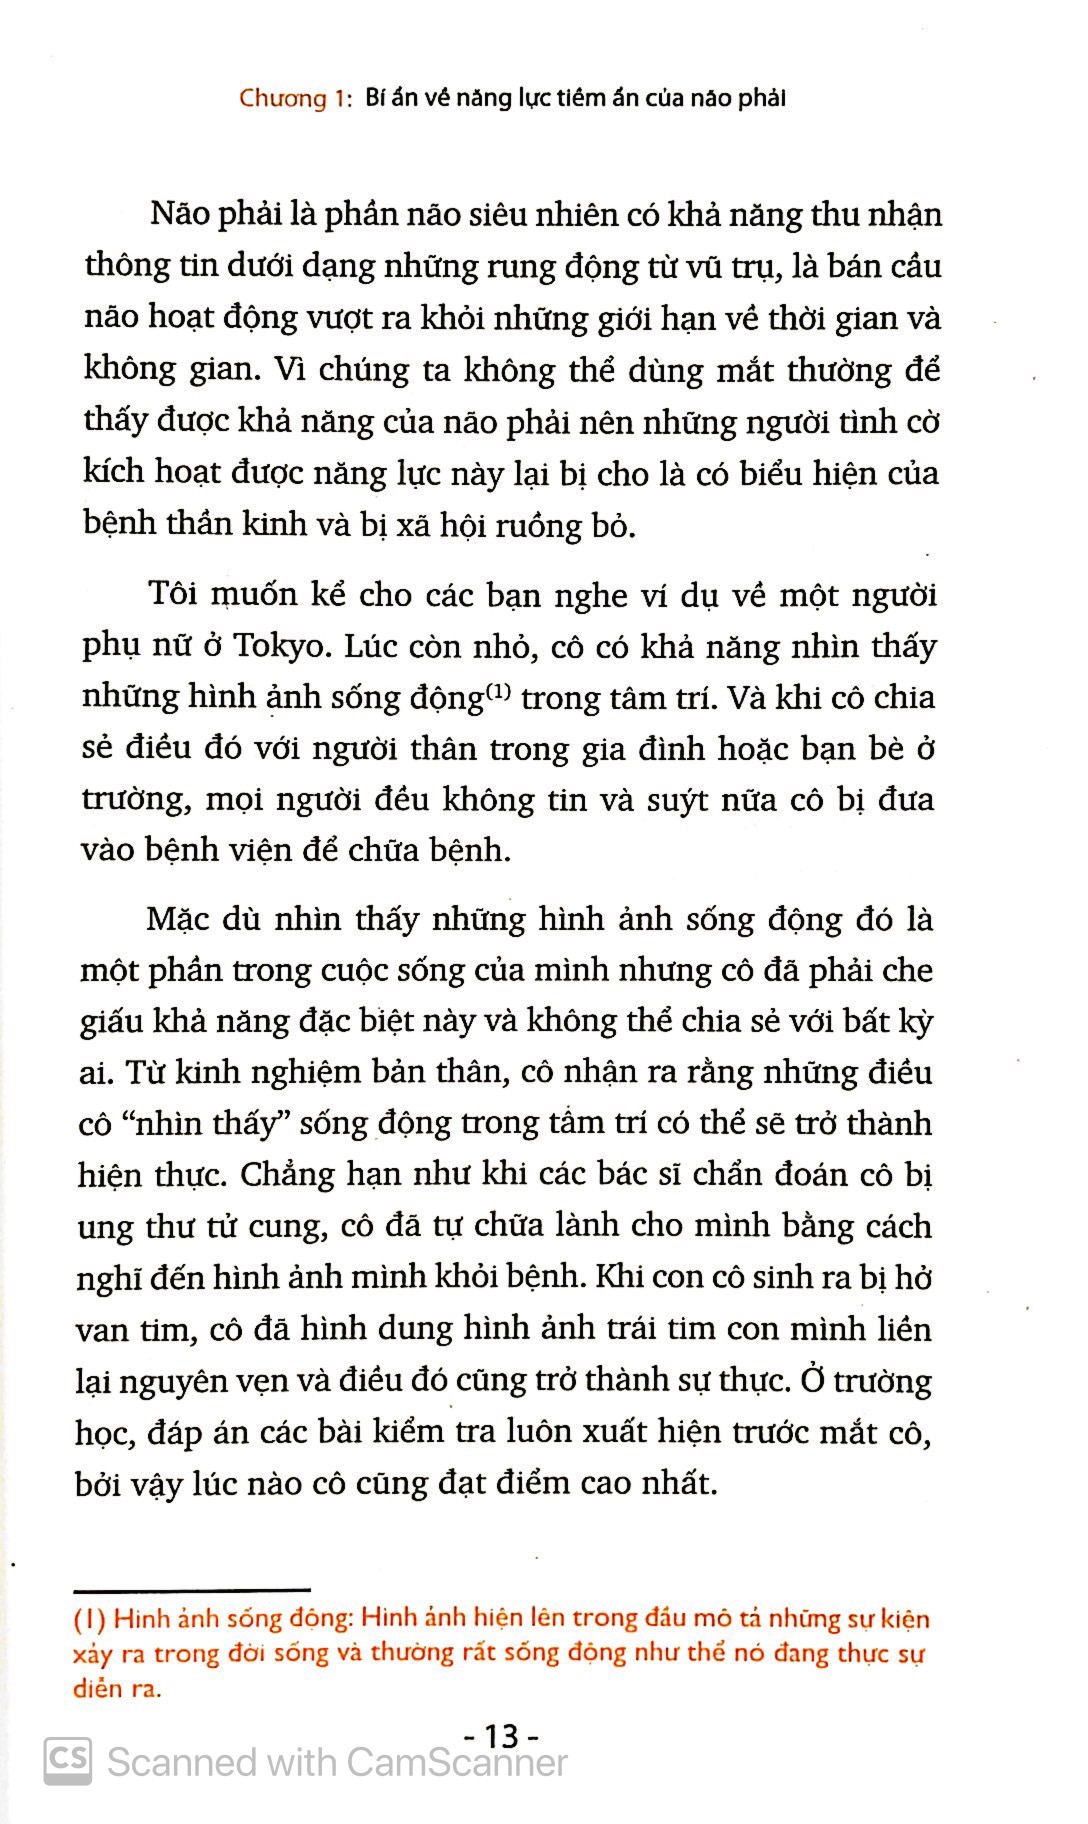 Chương 1: Bí ẩn về năng lực tiềm ẩn của não phải
Não phải là phần não siêu nhiên có khả năng thu nhận
thông tin dưới dạng những rung động từ vũ trụ, là bán cầu
não hoạt động vượt ra khỏi những giới hạn về thời gian và
không gian. Vì chúng ta không thể dùng mắt thường để
thấy được khả năng của não phải nên những người tình cờ
kích hoạt được năng lực này lại bị cho là có biểu hiện của
bệnh thần kinh và bị xã hội ruồng bỏ.
Tôi muốn kể cho các bạn nghe ví dụ về một người
phụ nữ ở Tokyo. Lúc còn nhỏ, cô có khả năng nhìn thấy
những hình ảnh sống động(1) trong tâm trí. Và khi cô chia
sẻ điều đó với người thân trong gia đình hoặc bạn bè ở
trường, mọi người đều không tin và suýt nữa cô bị đưa
vào bệnh viện để chữa bệnh.
Mặc dù nhìn thấy những hình ảnh sống động đó là
một phần trong cuộc sống của mình nhưng cô đã phải che
giấu khả năng đặc biệt này và không thể chia sẻ với bất kỳ
ai. Từ kinh nghiệm bản thân, cô nhận ra rằng những điều
cô “nhìn thấy” sống động trong tâm trí có thể sẽ trở thành
hiện thực. Chẳng hạn như khi các bác sĩ chẩn đoán cô bị
ung thư tử cung, cô đã tự chữa lành cho mình bằng cách
nghĩ đến hình ảnh mình khỏi bệnh. Khi con cô sinh ra bị hở
van tim, cô đã hình dung hình ảnh trái tim con mình liền
lại nguyên vẹn và điều đó cũng trở thành sự thực. Ở trường
học, đáp án các bài kiểm tra luôn xuất hiện trước mắt cô,
bởi vậy lúc nào cô cũng đạt điểm cao nhất.
(1) Hình ảnh sống động: Hình ảnh hiện lên trong đầu mô tả những sự kiện
xảy ra trong đời sống và thường rất sống động như thể nó đang thực sự
diễn ra.
- 13 -
CS Scanned with CamScanner